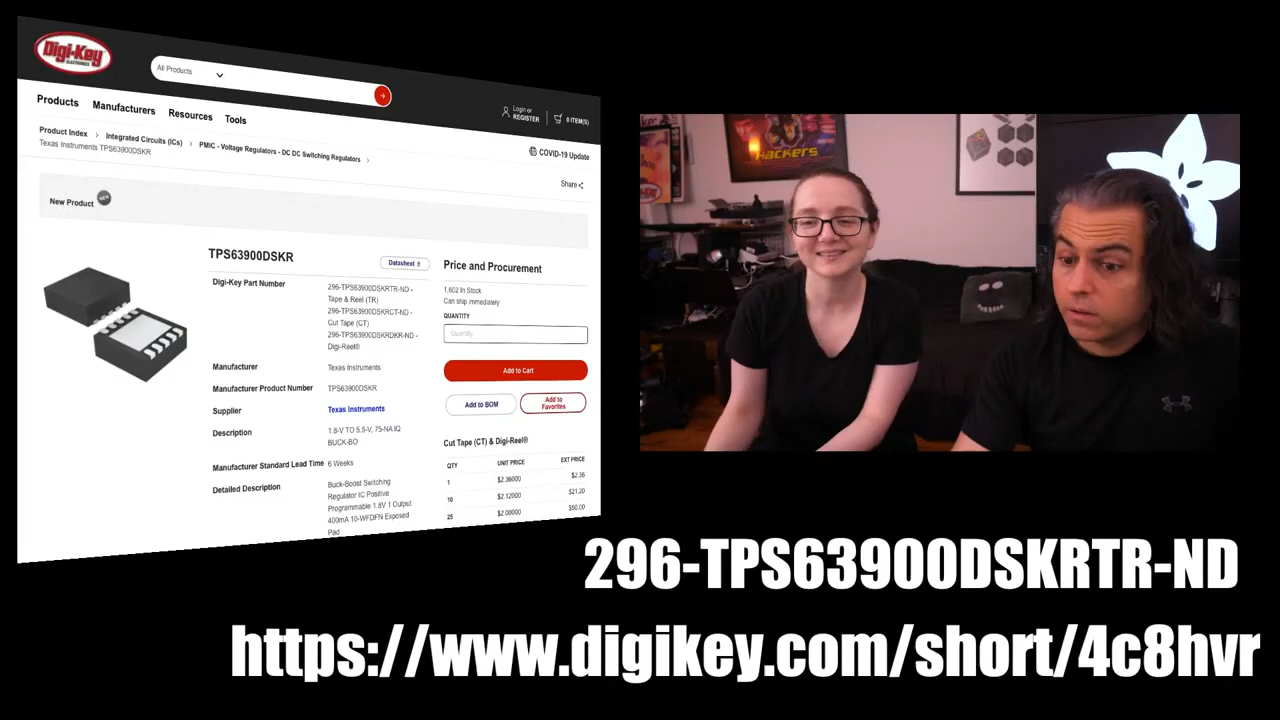 Digi-Key
ELECTRONICS
All Products
Login or
REGISTER
0 ITEM(S)
Products Manufacturers Resources Tools
Product Index > Integrated Circuits (ICs) > PMIC - Voltage Regulators - DC DC Switching Regulators >
Texas Instruments TPS63900DSKR
COVID-19 Update
Share
New Product NEW
TPS63900DSKR
Datasheet
Digi-Key Part Number
296-TPS63900DSKRTR-ND -
Tape & Reel (TR)
296-TPS63900DSKRCT-ND -
Cut Tape (CT)
296-TPS63900DSKRDKR-ND -
Digi-Reel®
Manufacturer Texas Instruments
Manufacturer Product Number TPS63900DSKR
Supplier Texas Instruments
Description 1.8-V TO 5.5-V, 75-NA IQ
BUCK-BO
Manufacturer Standard Lead Time 6 Weeks
Detailed Description Buck-Boost Switching
Regulator IC Positive
Programmable 1.8V 1 Output
400mA 10-WFDFN Exposed
Pad
Price and Procurement
1,602 In Stock
Can ship immediately
QUANTITY
Quantity
Add to Cart
Add to BOM
Add to
Favorites
Cut Tape (CT) & Digi-Reel®
QTY UNIT PRICE EXT PRICE
1 $2.36000 $2.36
10 $2.12000 $21.20
25 $2.00000 $50.00
HACKERS
296-TPS63900DSKRTR-ND
https://www.digikey.com/short/4c8hvr